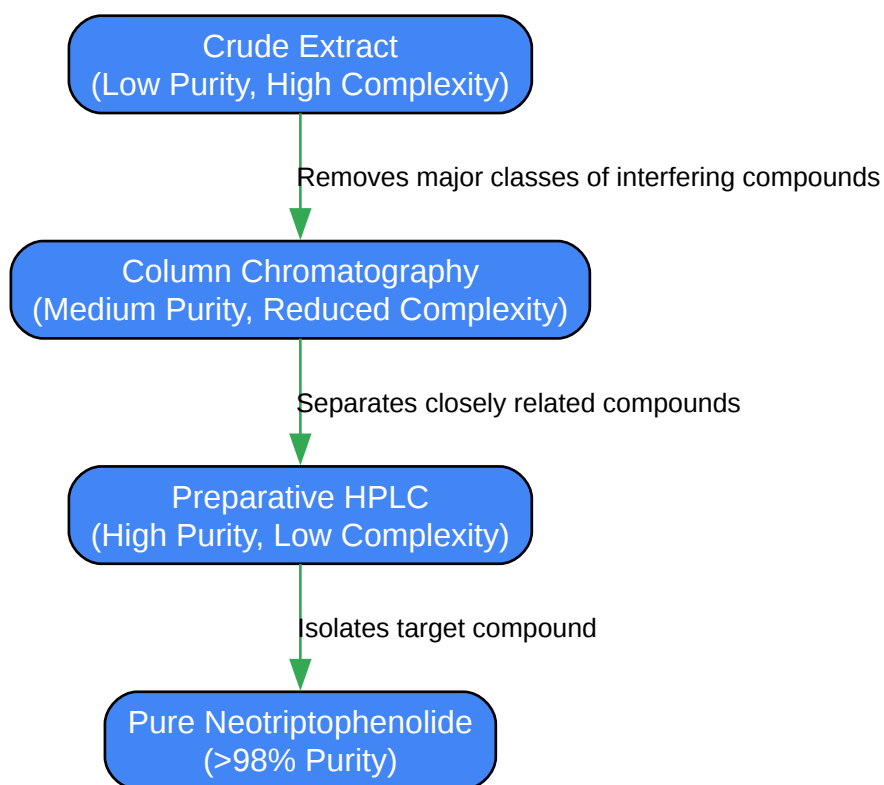 Crude Extract
(Low Purity, High Complexity)
Removes major classes of interfering compounds
Column Chromatography
(Medium Purity, Reduced Complexity)
Separates closely related compounds
Preparative HPLC
(High Purity, Low Complexity)
Isolates target compound
Pure Neotriptophenolide
(>98% Purity)